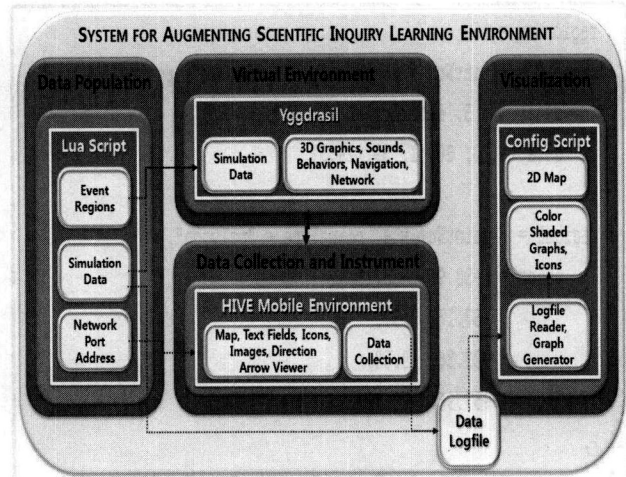 SYSTEM FOR AUGMENTING SCIENTIFIC INQUIRY LEARNING ENVIRONMENT
Data Population
Lua Script
Event
Regions
Simulation
Data
Network
Port
Address
Virtual Environment
Yggdrasil
Simulation
Data
3D Graphics, Sounds,
Behaviors, Navigation,
Network
Data Collection and Instrument
HIVE Mobile Environment
Map, Text Fields, Icons,
Images, Direction
Arrow Viewer
Data
Collection
Visualization
Config Script
2D Map
Color
Shaded
Graphs,
Icons
Logfile
Reader,
Graph
Generator
Data
Logfile